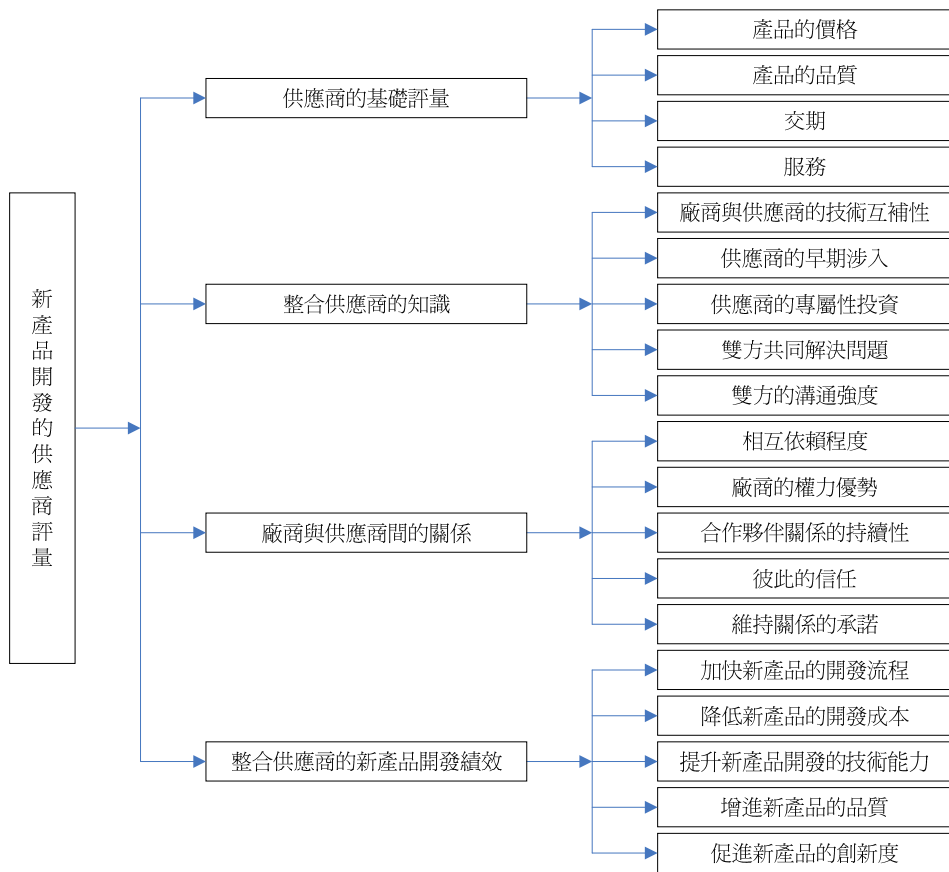 新產品開發的供應商評量
供應商的基礎評量
產品的價格
產品的品質
交期
服務
整合供應商的知識
廠商與供應商的技術互補性
供應商的早期涉入
供應商的專屬性投資
雙方共同解決問題
雙方的溝通強度
廠商與供應商間的關係
相互依賴程度
廠商的權力優勢
合作夥伴關係的持續性
彼此的信任
維持關係的承諾
整合供應商的新產品開發績效
加快新產品的開發流程
降低新產品的開發成本
提升新產品開發的技術能力
增進新產品的品質
促進新產品的創新度